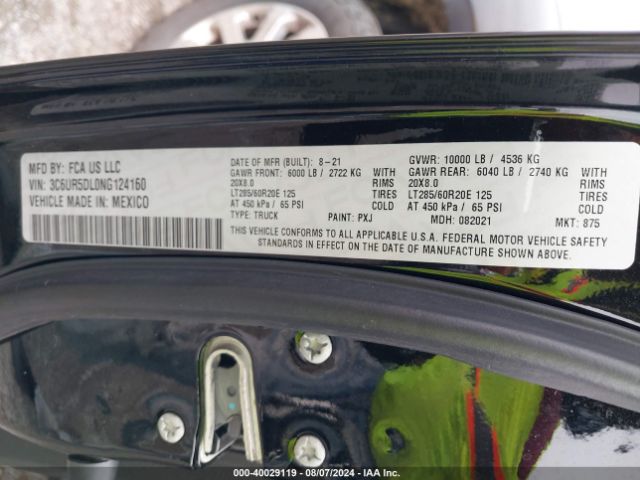 MFD BY: FCA US LLC
VIN: 3C6UR5DL0NG124160
VEHICLE MADE IN: MEXICO
DATE OF MFR (BUILT): 8-21
GVWR: 10000 LB / 4536 KG
GAWR FRONT: 6000 LB / 2722 KG WITH
20X8.0 RIMS
LT285/60R20E 125 TIRES
AT 450 kPa / 65 PSI COLD
GAWR REAR: 6040 LB / 2740 KG WITH
20X8.0 RIMS
LT285/60R20E 125 TIRES
AT 450 kPa / 65 PSI COLD
TYPE: TRUCK PAINT: PXJ MDH: 082021 MKT: 875
THIS VEHICLE CONFORMS TO ALL APPLICABLE U.S.A. FEDERAL MOTOR VEHICLE SAFETY
STANDARDS IN EFFECT ON THE DATE OF MANUFACTURE SHOWN ABOVE
000-40029119 - 08/07/2024 - IAA Inc.